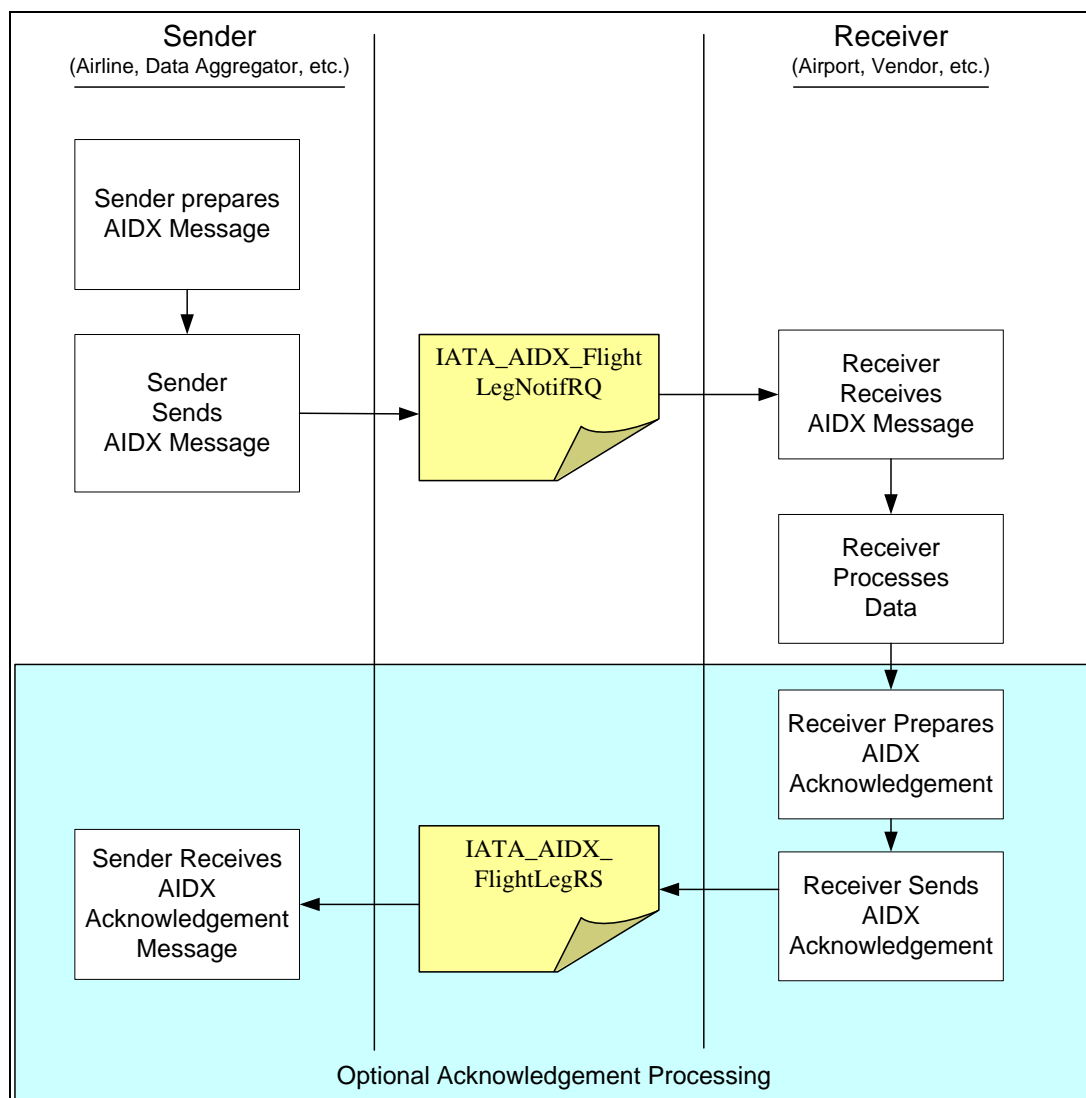 Sender
(Airline, Data Aggregator, etc.)
Receiver
(Airport, Vendor, etc.)
Sender prepares
AIDX Message
Sender
Sends
AIDX Message
IATA_AIDX_Flight
LegNotifRQ
Receiver
Receives
AIDX Message
Receiver
Processes
Data
Receiver Prepares
AIDX
Acknowledgement
Receiver Sends
AIDX
Acknowledgement
IATA_AIDX_
FlightLegRS
Sender Receives
AIDX
Acknowledgement
Message
Optional Acknowledgement Processing